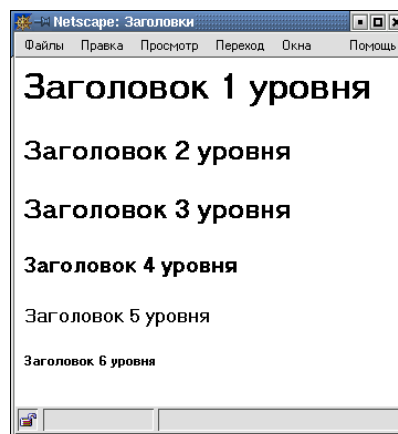 Netscape: Заголовки
Файлы Правка Просмотр Переход Окна Помощь
Заголовок 1 уровня
Заголовок 2 уровня
Заголовок 3 уровня
Заголовок 4 уровня
Заголовок 5 уровня
Заголовок 6 уровня